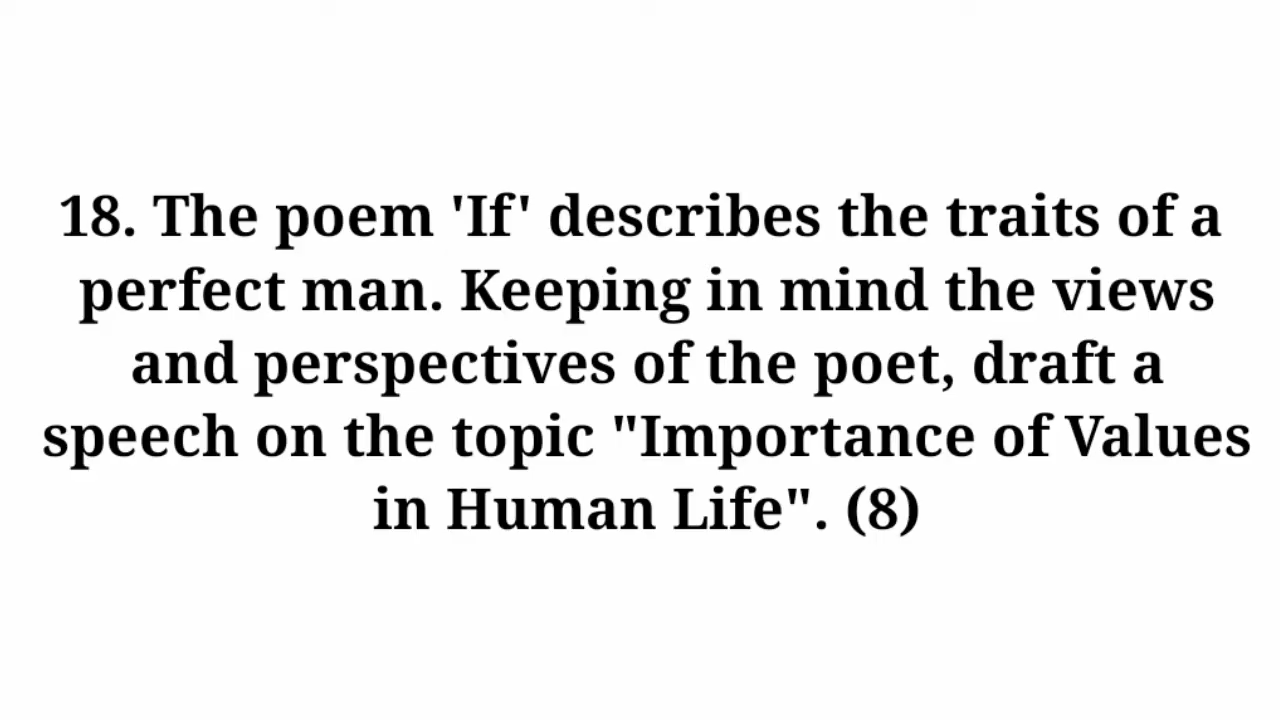 18. The poem 'If' describes the traits of a
perfect man. Keeping in mind the views
and perspectives of the poet, draft a
speech on the topic "Importance of Values
in Human Life". (8)